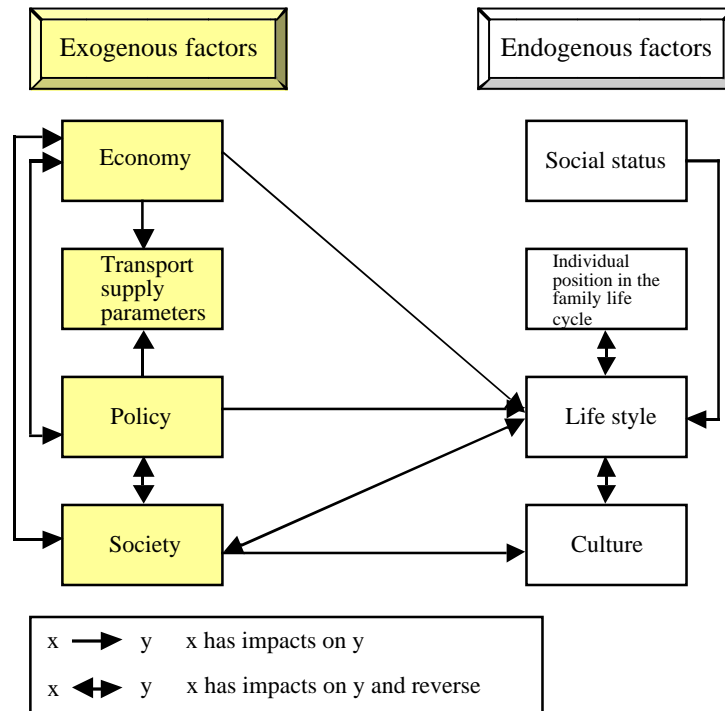 Exogenous factors
Endogenous factors
Economy
Social status
Transport
supply
parameters
Individual
position in the
family life
cycle
Policy
Life style
Society
Culture
x y x has impacts on y
x y x has impacts on y and reverse